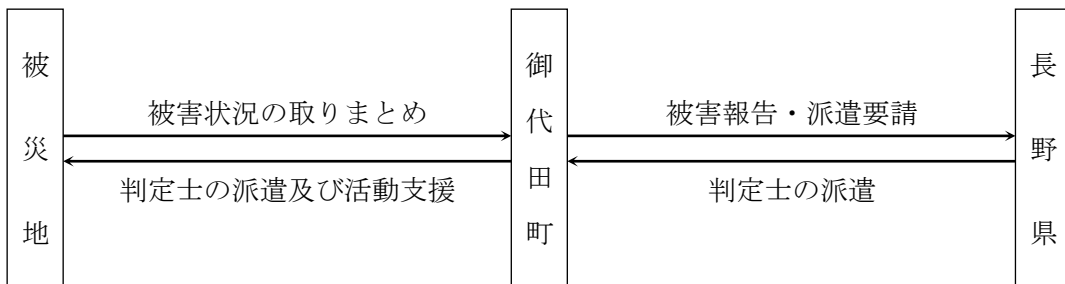 被災地
被害状況の取りまとめ
判定士の派遣及び活動支援
御代田町
被害報告・派遣要請
判定士の派遣
長野県